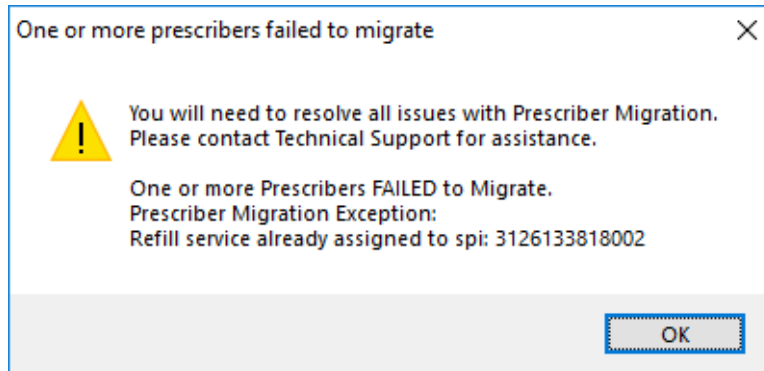 One or more prescribers failed to migrate
You will need to resolve all issues with Prescriber Migration.
Please contact Technical Support for assistance.
One or more Prescribers FAILED to Migrate.
Prescriber Migration Exception:
Refill service already assigned to spi: 3126133818002
OK